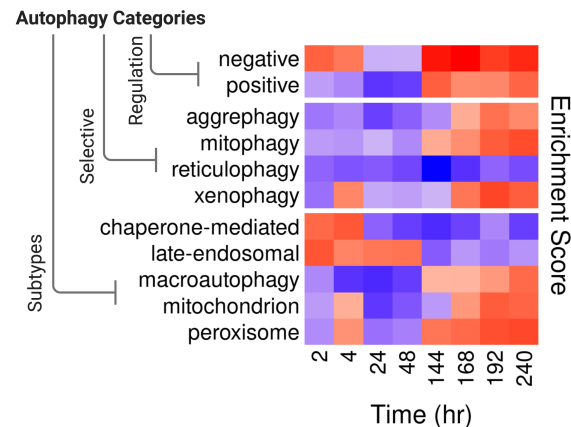 Autophagy Categories
Regulation
negative
positive
Selective
aggrephagy
mitophagy
reticulophagy
xenophagy
Subtypes
chaperone-mediated
late-endosomal
macroautophagy
mitochondrion
peroxisome
Enrichment Score
2 4 24 48 144 168 192 240
Time (hr)